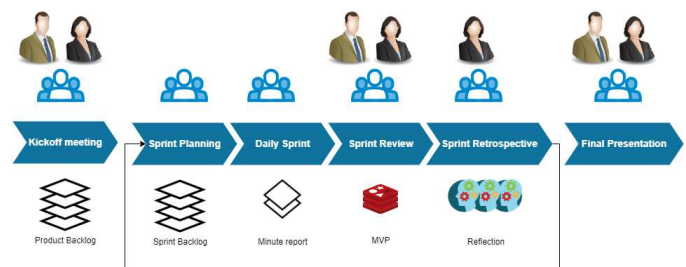 Kickoff meeting
Sprint Planning
Daily Sprint
Sprint Review
Sprint Retrospective
Final Presentation
Product Backlog
Sprint Backlog
Minute report
MVP
Reflection